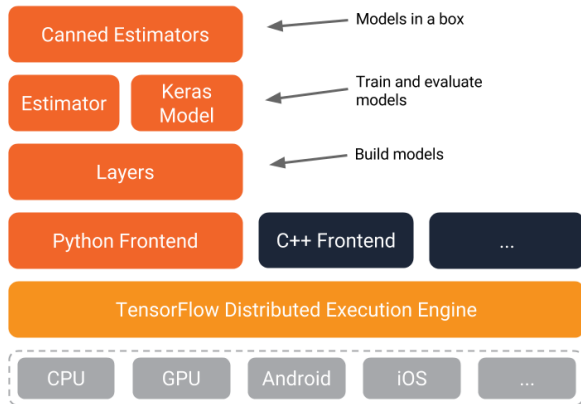 Canned Estimators
Models in a box
Estimator
Keras
Model
Train and evaluate
models
Layers
Build models
Python Frontend
C++ Frontend
...
TensorFlow Distributed Execution Engine
CPU
GPU
Android
iOS
...